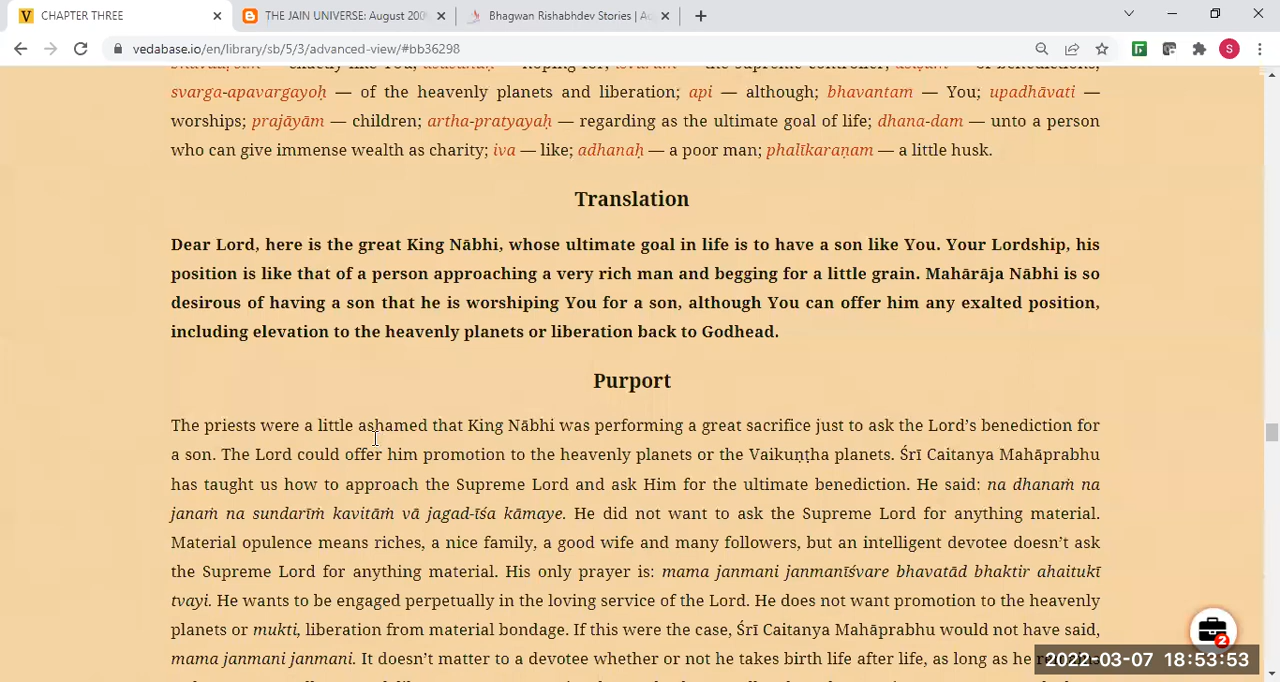 CHAPTER THREE
THE JAIN UNIVERSE: August 200
Bhagwan Rishabhdev Stories | A
vedabase.io/en/library/sb/5/3/advanced-view/#bb36298
S
svarga-apavargayoḥ — of the heavenly planets and liberation; api — although; bhavantam — You; upadhāvati —
worships; prajāyām — children; artha-pratyayaḥ — regarding as the ultimate goal of life; dhana-dam — unto a person
who can give immense wealth as charity; iva — like; adhanaḥ — a poor man; phalīkaraṇam — a little husk.
Translation
Dear Lord, here is the great King Nābhi, whose ultimate goal in life is to have a son like You. Your Lordship, his
position is like that of a person approaching a very rich man and begging for a little grain. Mahārāja Nābhi is so
desirous of having a son that he is worshiping You for a son, although You can offer him any exalted position,
including elevation to the heavenly planets or liberation back to Godhead.
Purport
The priests were a little ashamed that King Nābhi was performing a great sacrifice just to ask the Lord’s benediction for
a son. The Lord could offer him promotion to the heavenly planets or the Vaikuṇṭha planets. Śrī Caitanya Mahāprabhu
has taught us how to approach the Supreme Lord and ask Him for the ultimate benediction. He said: na dhanaṁ na
janaṁ na sundarīṁ kavitāṁ vā jagad-īśa kāmaye. He did not want to ask the Supreme Lord for anything material.
Material opulence means riches, a nice family, a good wife and many followers, but an intelligent devotee doesn’t ask
the Supreme Lord for anything material. His only prayer is: mama janmani janmanīśvare bhavatād bhaktir ahaitukī
tvayi. He wants to be engaged perpetually in the loving service of the Lord. He does not want promotion to the heavenly
planets or mukti, liberation from material bondage. If this were the case, Śrī Caitanya Mahāprabhu would not have said,
mama janmani janmani. It doesn’t matter to a devotee whether or not he takes birth life after life, as long as he
2
2022-03-07 18:53:53